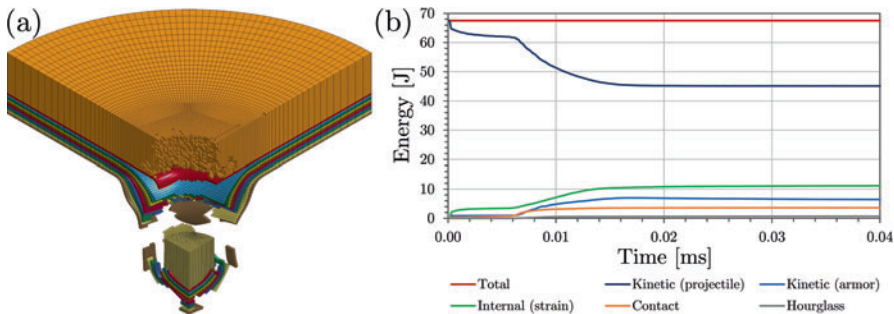 (a)
(b)
70
60
50
40
30
20
10
0
Energy [J]
0.00 0.01 0.02 0.03 0.04
Time [ms]
Total Kinetic (projectile) Kinetic (armor)
Internal (strain) Contact Hourglass